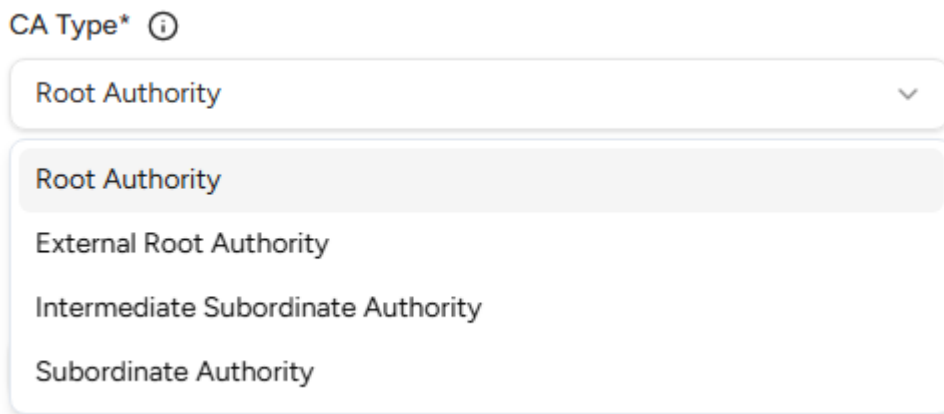 CA Type*
Root Authority
Root Authority
External Root Authority
Intermediate Subordinate Authority
Subordinate Authority